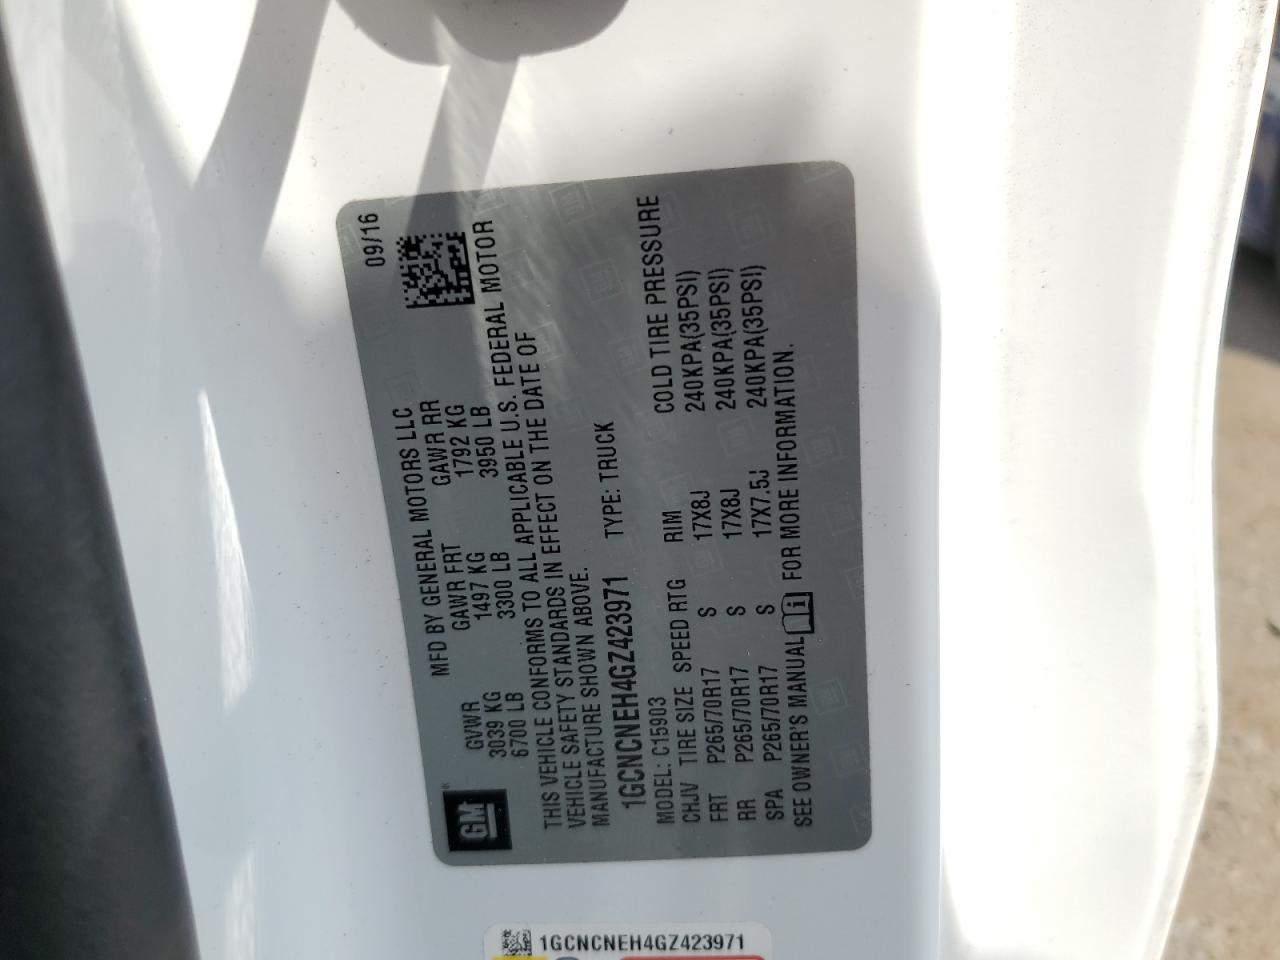 09/16
MFD BY GENERAL MOTORS LLC
GM ®
GVWR GAWR FRT GAWR RR
3039 KG 1497 KG 1792 KG
6700 LB 3300 LB 3950 LB
THIS VEHICLE CONFORMS TO ALL APPLICABLE U.S. FEDERAL MOTOR
VEHICLE SAFETY STANDARDS IN EFFECT ON THE DATE OF
MANUFACTURE SHOWN ABOVE.
1GCNCNEH4GZ423971 TYPE: TRUCK
MODEL: C15903
CHJV TIRE SIZE SPEED RTG RIM COLD TIRE PRESSURE
FRT P265/70R17 S 17X8J 240KPA(35PSI)
RR P265/70R17 S 17X8J 240KPA(35PSI)
SPA P265/70R17 S 17X7.5J 240KPA(35PSI)
SEE OWNER'S MANUAL i FOR MORE INFORMATION.
1GCNCNEH4GZ423971